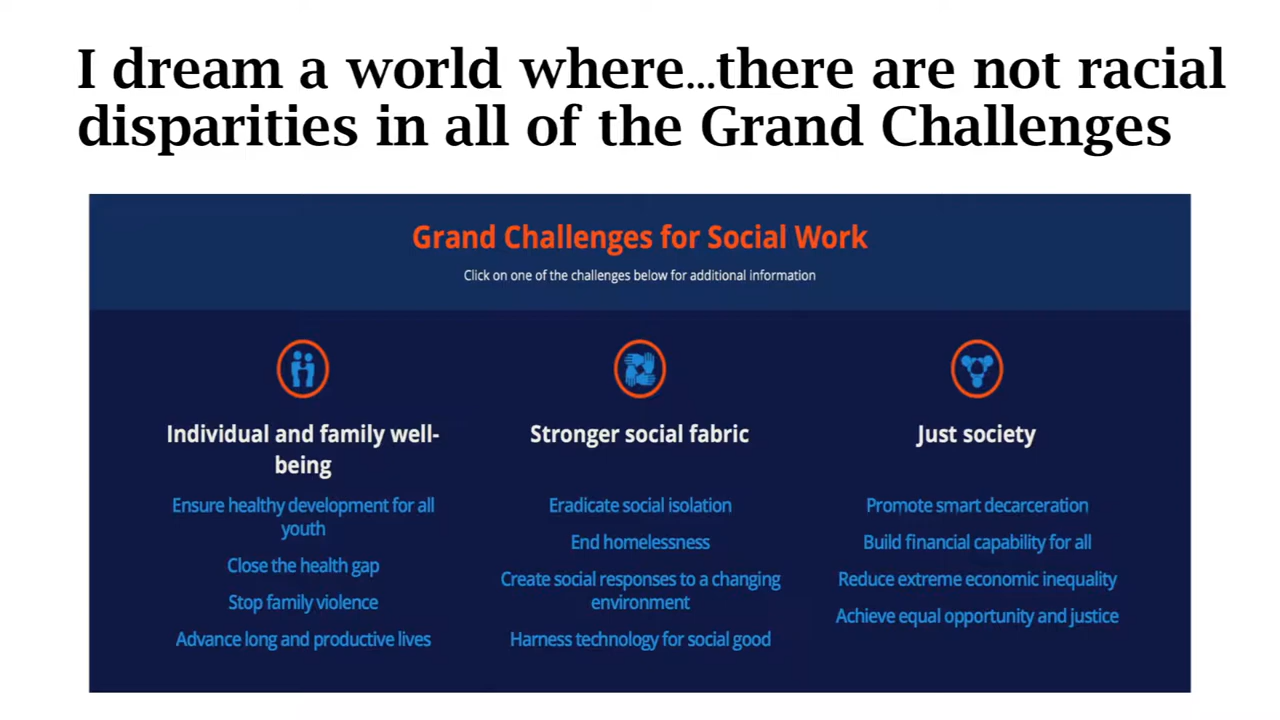 I dream a world where...there are not racial
disparities in all of the Grand Challenges
Grand Challenges for Social Work
Click on one of the challenges below for additional information
Individual and family well-
being
Ensure healthy development for all
youth
Close the health gap
Stop family violence
Advance long and productive lives
Stronger social fabric
Eradicate social isolation
End homelessness
Create social responses to a changing
environment
Harness technology for social good
Just society
Promote smart decarceration
Build financial capability for all
Reduce extreme economic inequality
Achieve equal opportunity and justice